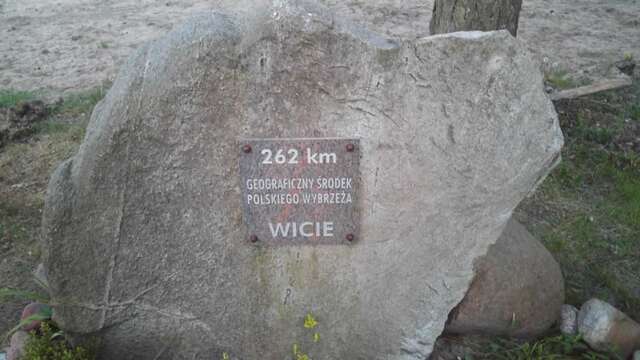 262 km
GEOGRAFICZNY ŚRODEK
POLSKIEGO WYBRZEŻA
WICIE